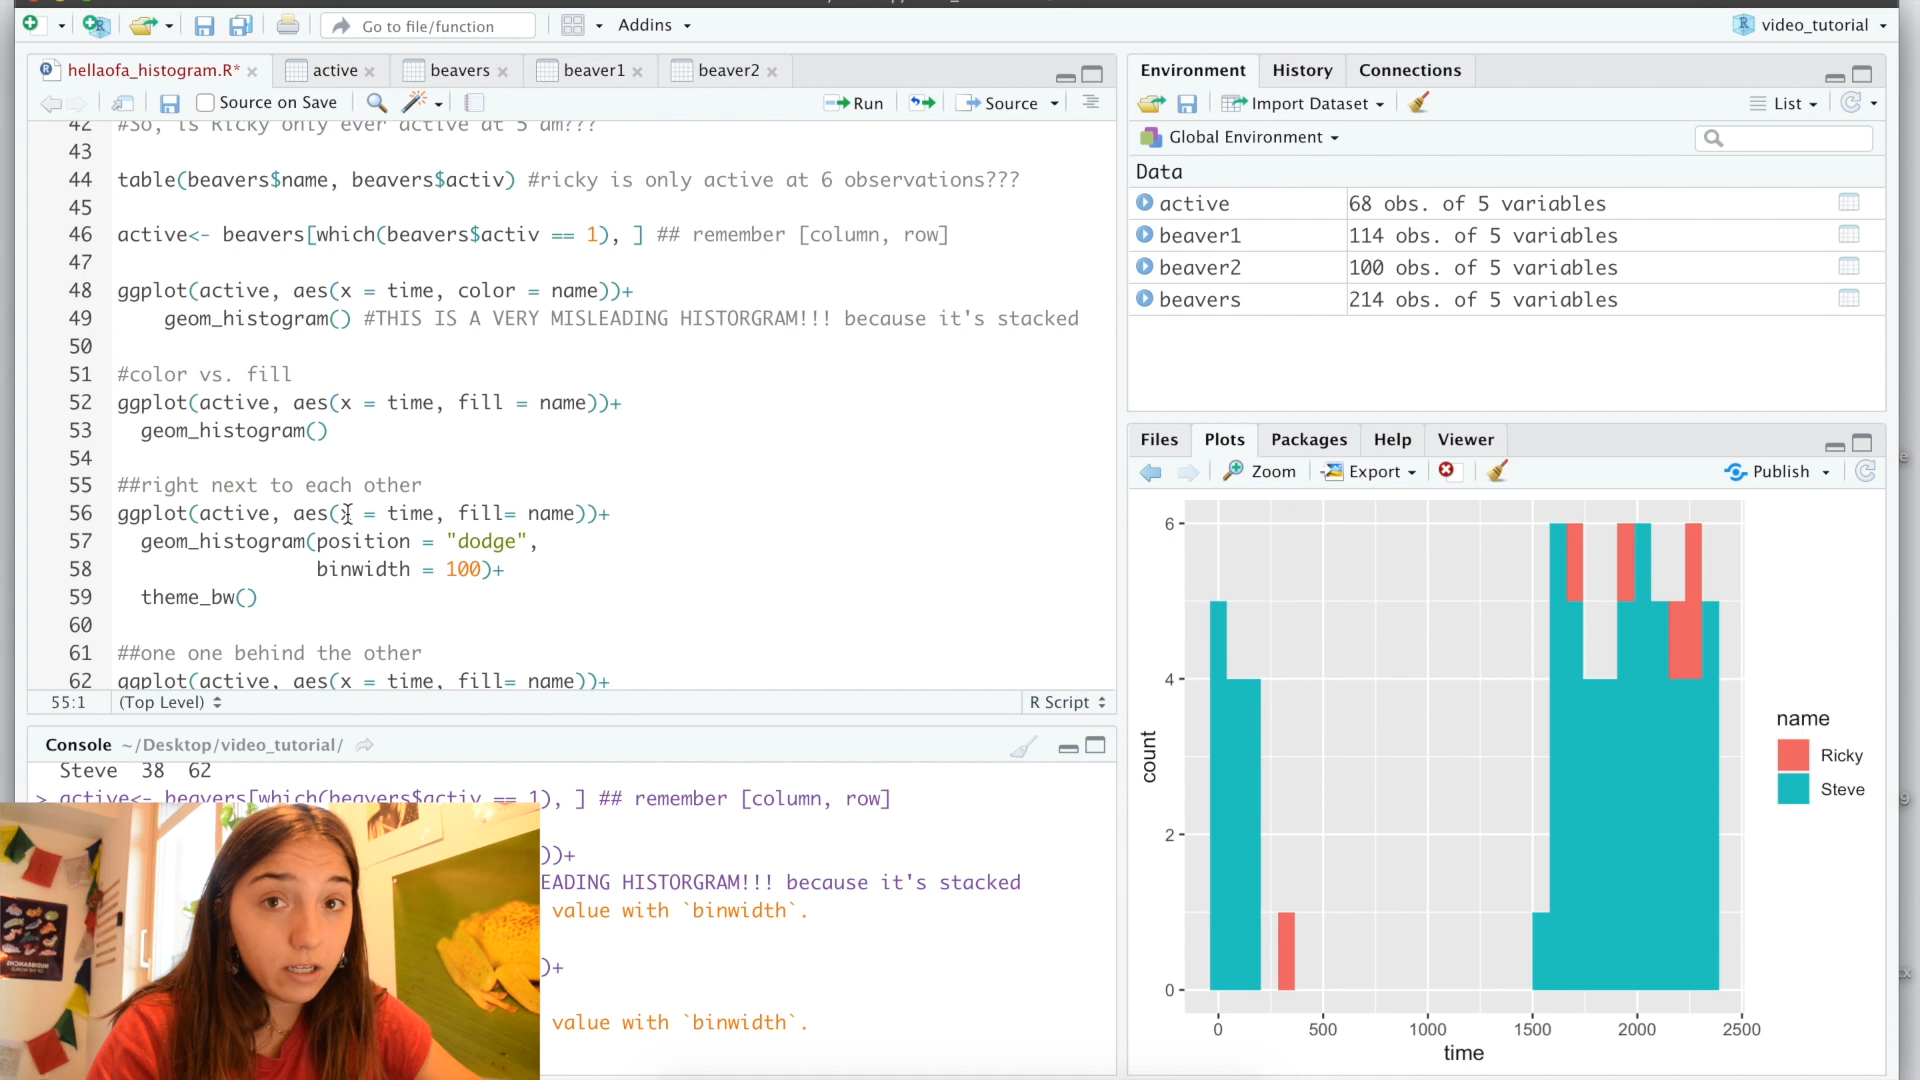 Go to file/function
Addins
video_tutorial
hellaofa_histogram.R*
active
beavers
beaver1
beaver2
Source on Save
Run
Source
42 #So, is Ricky only ever active at 5 am???
43
44 table(beavers$name, beavers$activ) #ricky is only active at 6 observations???
45
46 active<- beavers[which(beavers$activ == 1), ] ## remember [column, row]
47
48 ggplot(active, aes(x = time, color = name))+
49 geom_histogram() #THIS IS A VERY MISLEADING HISTORGRAM!!! because it's stacked
50
51 #color vs. fill
52 ggplot(active, aes(x = time, fill = name))+
53 geom_histogram()
54
55 ##right next to each other
56 ggplot(active, aes(x = time, fill= name))+
57 geom_histogram(position = "dodge",
58 binwidth = 100)+
59 theme_bw()
60
61 ##one one behind the other
62 ggplot(active, aes(x = time, fill= name))+
55:1 (Top Level) R Script
Console ~/Desktop/video_tutorial/
Steve 38 62
> active<- beavers[which(beavers$activ == 1), ] ## remember [column, row]
))+
EADING HISTORGRAM!!! because it's stacked
value with `binwidth`.
)+
value with `binwidth`.
Environment History Connections
Import Dataset
List
Global Environment
Data
active 68 obs. of 5 variables
beaver1 114 obs. of 5 variables
beaver2 100 obs. of 5 variables
beavers 214 obs. of 5 variables
Files Plots Packages Help Viewer
Zoom Export Publish
6
4
2
0
count
0 500 1000 1500 2000 2500
time
name
Ricky
Steve